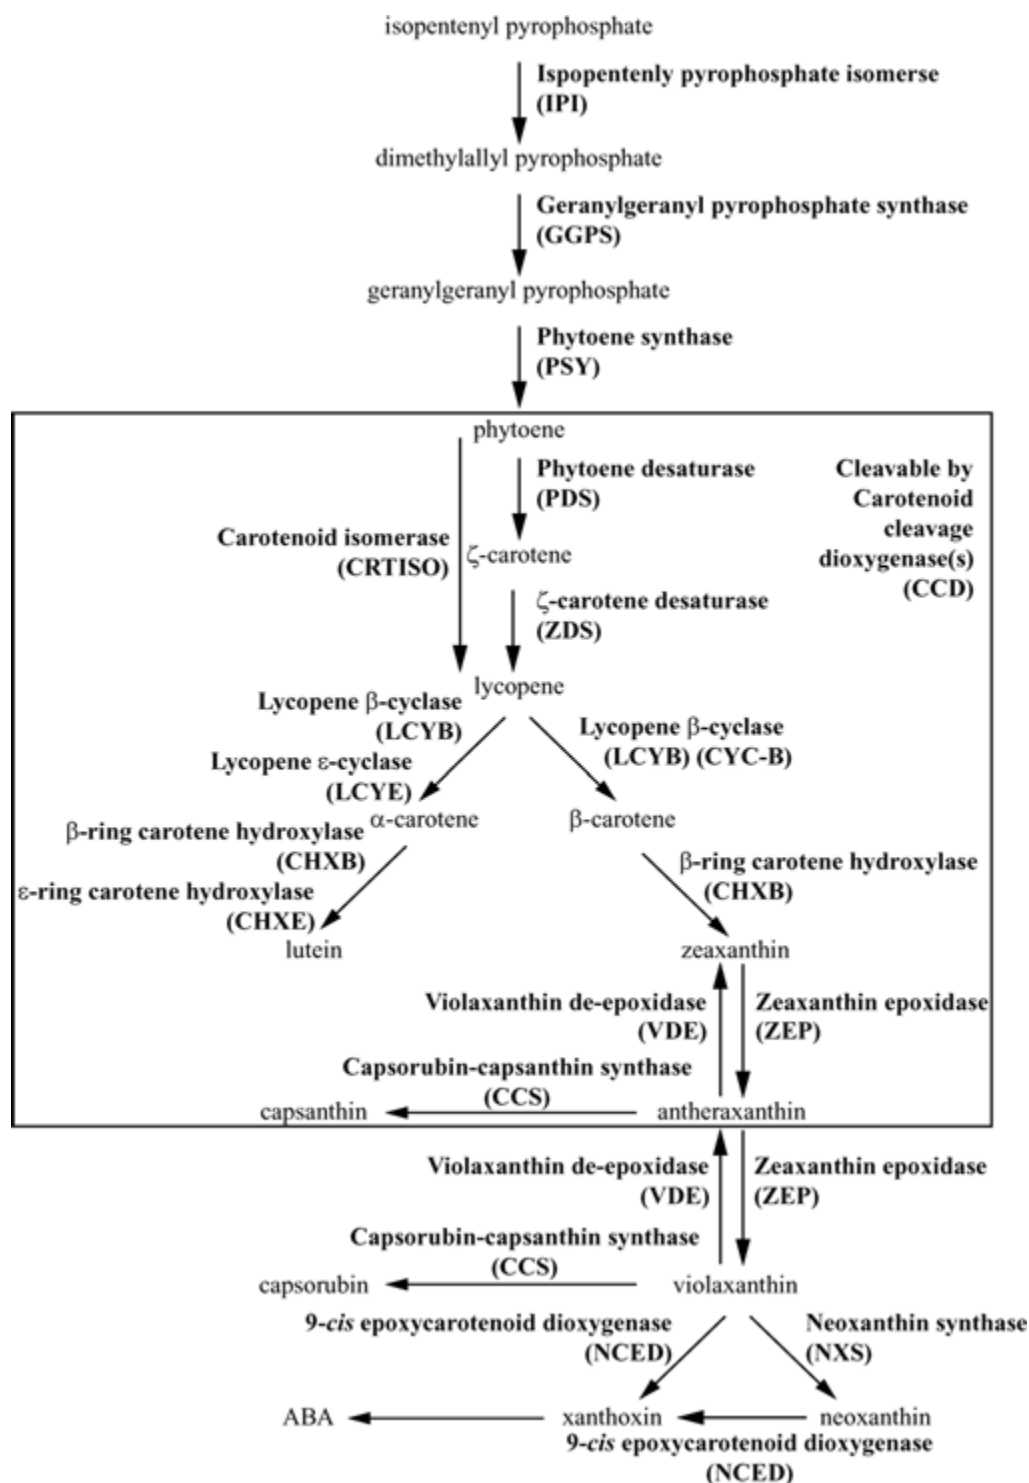 isopentenyl pyrophosphate
Ispopentenly pyrophosphate isomerse
(IPI)
dimethylallyl pyrophosphate
Geranylgeranyl pyrophosphate synthase
(GGPS)
geranylgeranyl pyrophosphate
Phytoene synthase
(PSY)
phytoene
Phytoene desaturase
(PDS)
Cleavable by
Carotenoid
cleavage
dioxygenase(s)
(CCD)
Carotenoid isomerase
(CRTISO)
ζ-carotene
ζ-carotene desaturase
(ZDS)
lycopene
Lycopene β-cyclase
(LCYB)
Lycopene ε-cyclase
(LCYE)
Lycopene β-cyclase
(LCYB) (CYC-B)
α-carotene
β-carotene
β-ring carotene hydroxylase
(CHXB)
ε-ring carotene hydroxylase
(CHXE)
β-ring carotene hydroxylase
(CHXB)
lutein
zeaxanthin
Violaxanthin de-epoxidase
(VDE)
Zeaxanthin epoxidase
(ZEP)
Capsorubin-capsanthin synthase
(CCS)
capsanthin
antheraxanthin
Violaxanthin de-epoxidase
(VDE)
Zeaxanthin epoxidase
(ZEP)
Capsorubin-capsanthin synthase
(CCS)
capsorubin
violaxanthin
9-cis epoxycarotenoid dioxygenase
(NCED)
Neoxanthin synthase
(NXS)
ABA
xanthoxin
neoxanthin
9-cis epoxycarotenoid dioxygenase
(NCED)